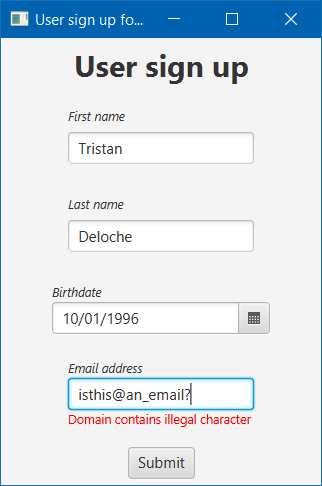 User sign up fo...
User sign up
First name
Tristan
Last name
Deloche
Birthdate
10/01/1996
Email address
isthis@an_email?
Domain contains illegal character
Submit